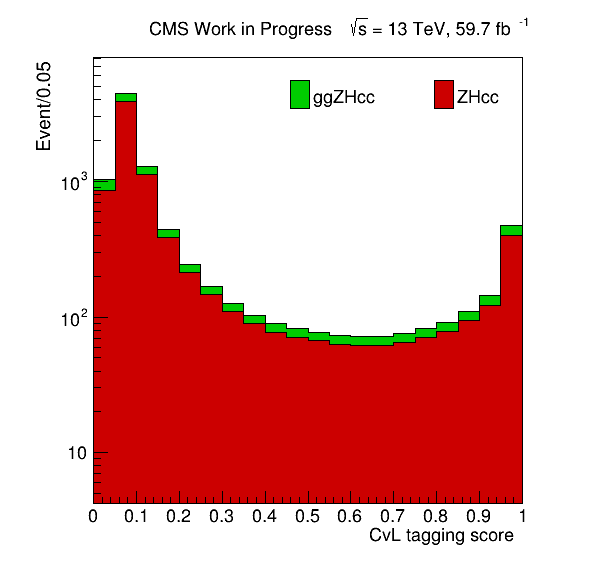 CMS Work in Progress √s = 13 TeV, 59.7 fb⁻¹
Event/0.05
ggZHcc ZHcc
10³
10²
10
0 0.1 0.2 0.3 0.4 0.5 0.6 0.7 0.8 0.9 1
CvL tagging score